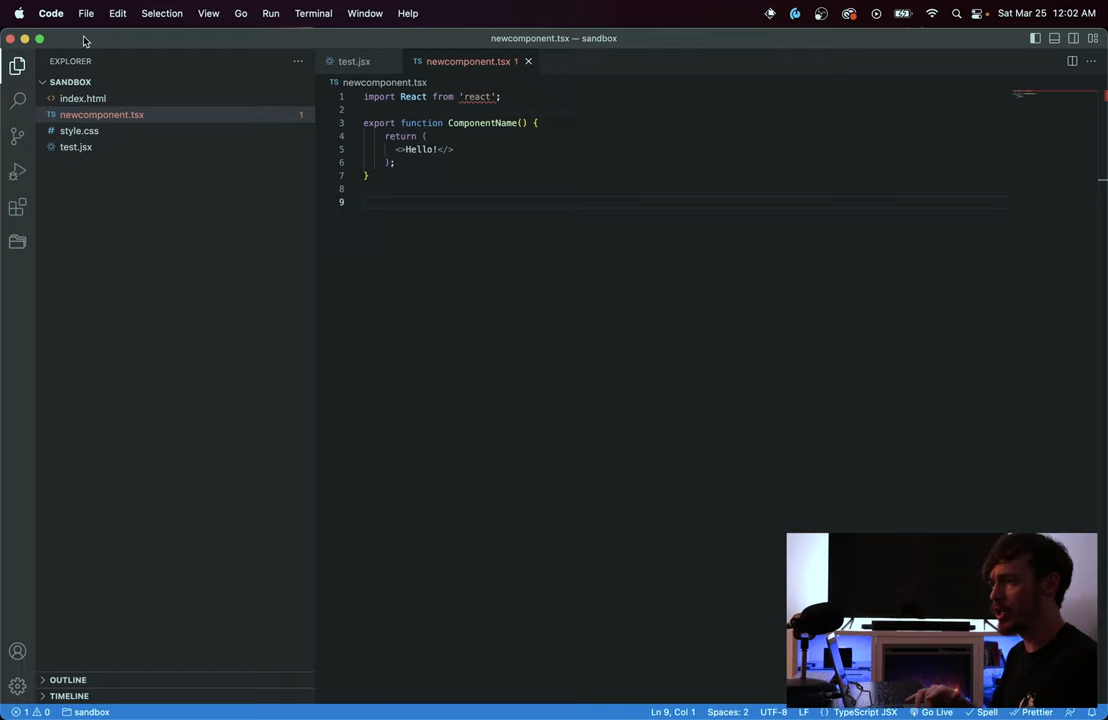 Code File Edit Selection View Go Run Terminal Window Help Sat Mar 25 12:02 AM
newcomponent.tsx — sandbox
EXPLORER ···
SANDBOX
<> index.html
TS newcomponent.tsx 1
# style.css
test.jsx
test.jsx TS newcomponent.tsx 1
TS newcomponent.tsx
1 import React from 'react';
2
3 export function ComponentName() {
4 return (
5 <>Hello!</>
6 );
7 }
8
9
OUTLINE
TIMELINE
1 0 sandbox Ln 9, Col 1 Spaces: 2 UTF-8 LF {} TypeScript JSX Go Live Spell Prettier